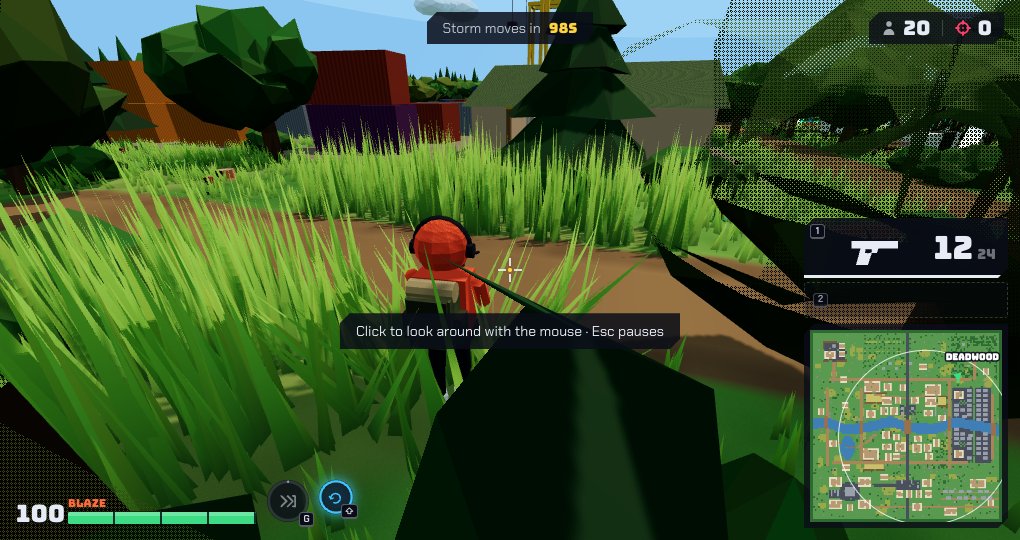 Storm moves in 98S
20 0
1
12 24
2
Click to look around with the mouse · Esc pauses
DEADWOOD
BLAZE
100
G